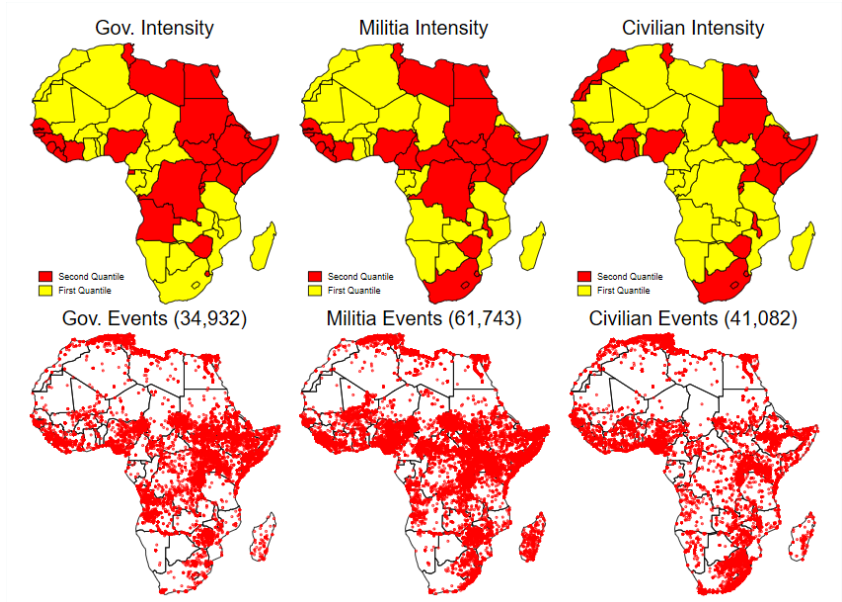 Gov. Intensity
Militia Intensity
Civilian Intensity
Second Quantile
First Quantile
Second Quantile
First Quantile
Second Quantile
First Quantile
Gov. Events (34,932)
Militia Events (61,743)
Civilian Events (41,082)